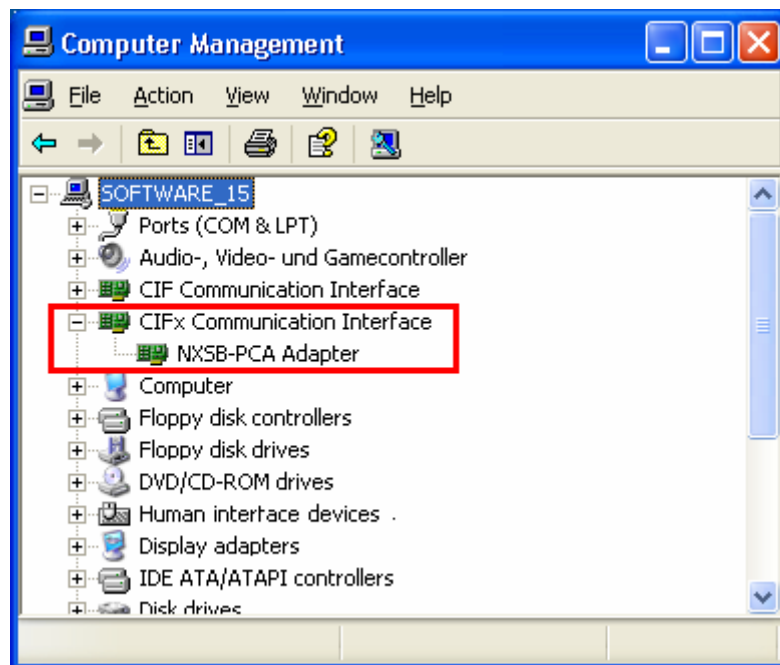 Computer Management
File Action View Window Help
SOFTWARE_15
Ports (COM & LPT)
Audio-, Video- und Gamecontroller
CIF Communication Interface
CIFx Communication Interface
NXSB-PCA Adapter
Computer
Floppy disk controllers
Floppy disk drives
DVD/CD-ROM drives
Human interface devices
Display adapters
IDE ATA/ATAPI controllers
Disk drives